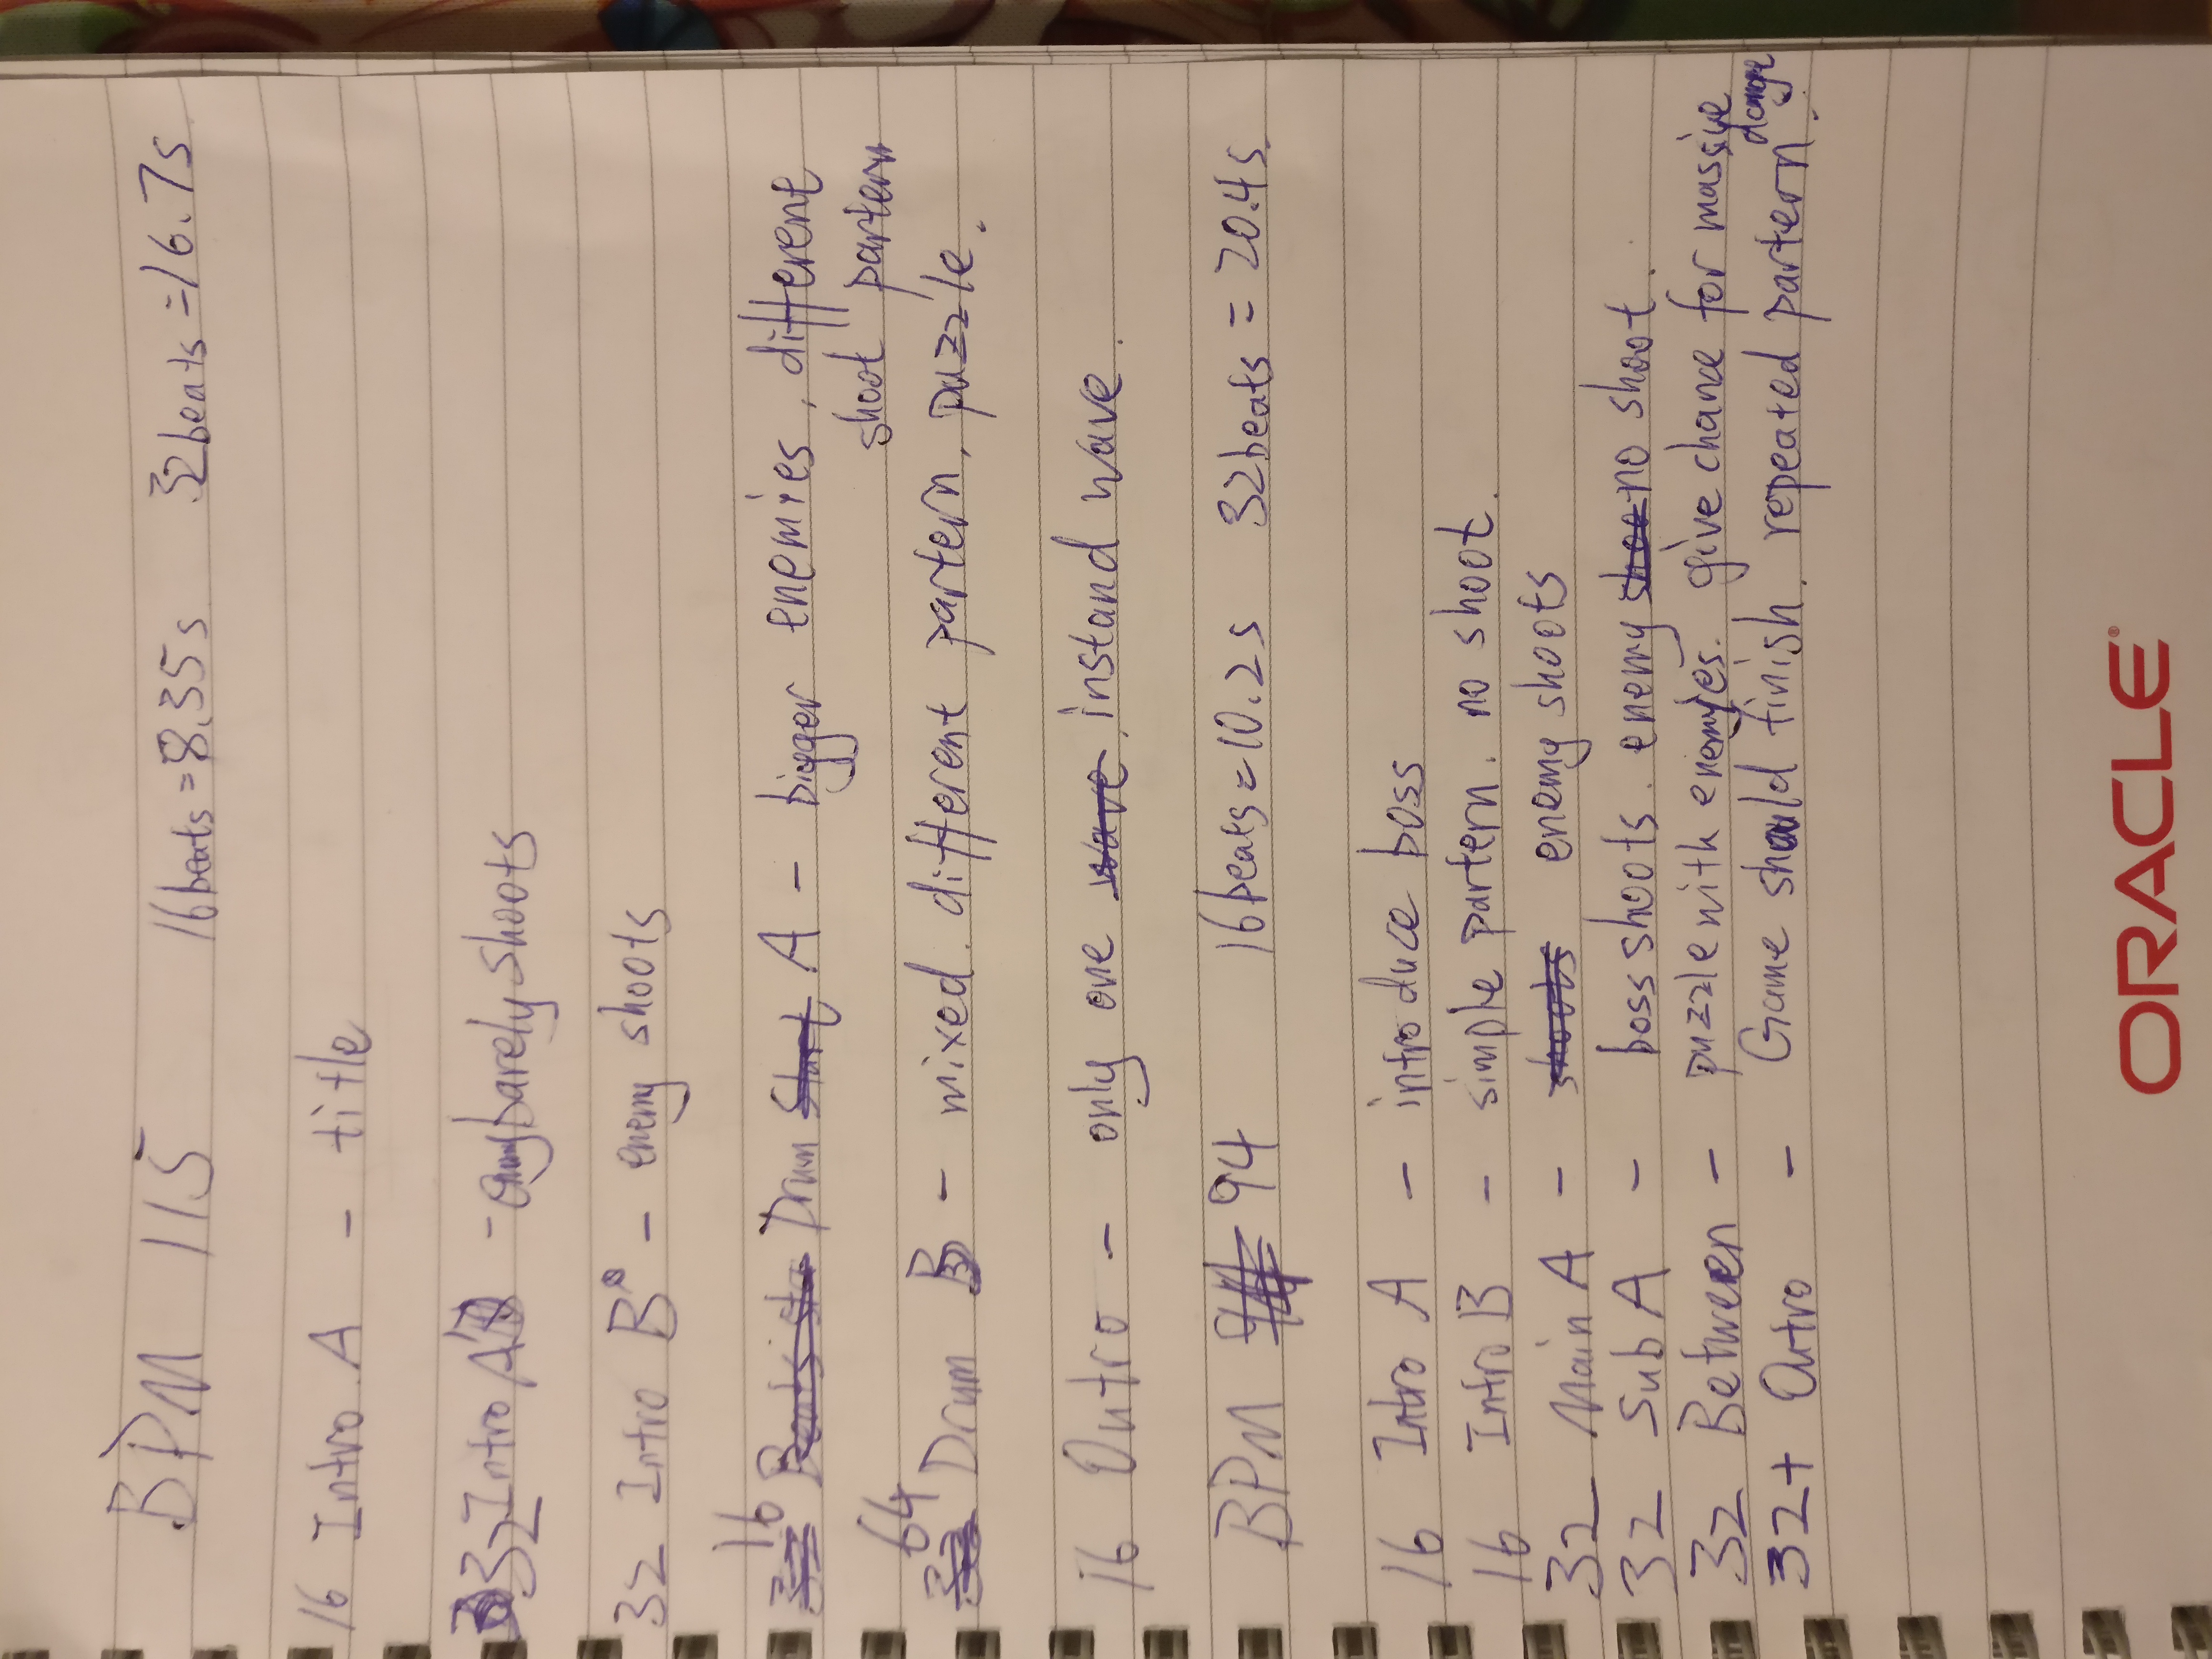 BPM 115 16beats=8.35s 32beats=16.7s
16 Intro A - title
32 Intro A - barely shoots
32 Intro B - enemy shoots
16 Drum A - bigger enemies, different
shoot partern
64 Drum B - mixed. different partern, puzzle.
16 Outro - only one instand wave.
BPM 94 16beats=10.2s 32beats=20.4s.
16 Intro A - introduce boss
16 Intro B - simple partern. no shoot.
32 Main A - enemy shoots
32 Sub A - boss shoots. enemy no shoot.
32 Between - puzzle with enemyes. give chance for massive damage
32+ Outro - Game should finish. repeated partern.
ORACLE